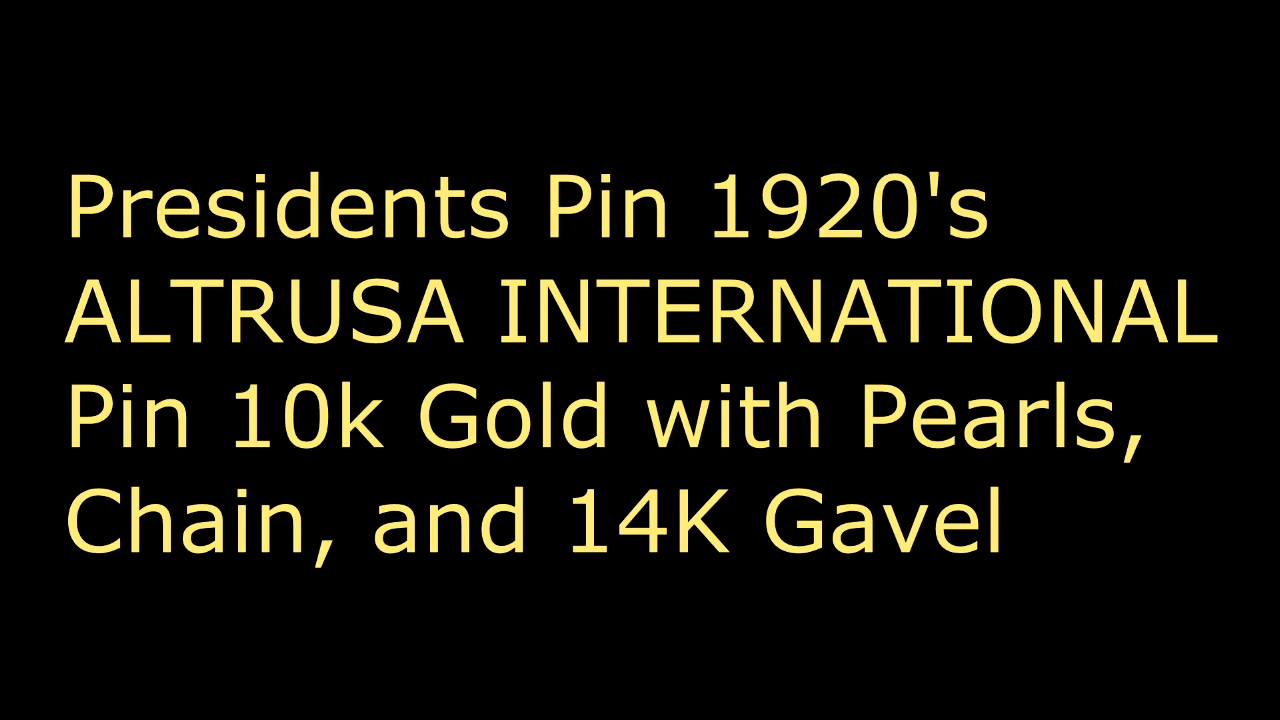 Presidents Pin 1920's
ALTRUSA INTERNATIONAL
Pin 10k Gold with Pearls,
Chain, and 14K Gavel